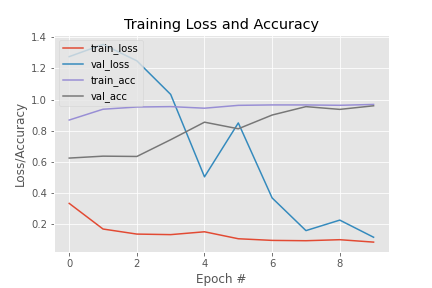 Training Loss and Accuracy
1.4
1.2
1.0
0.8
0.6
0.4
0.2
Loss/Accuracy
train_loss
val_loss
train_acc
val_acc
0 2 4 6 8
Epoch #